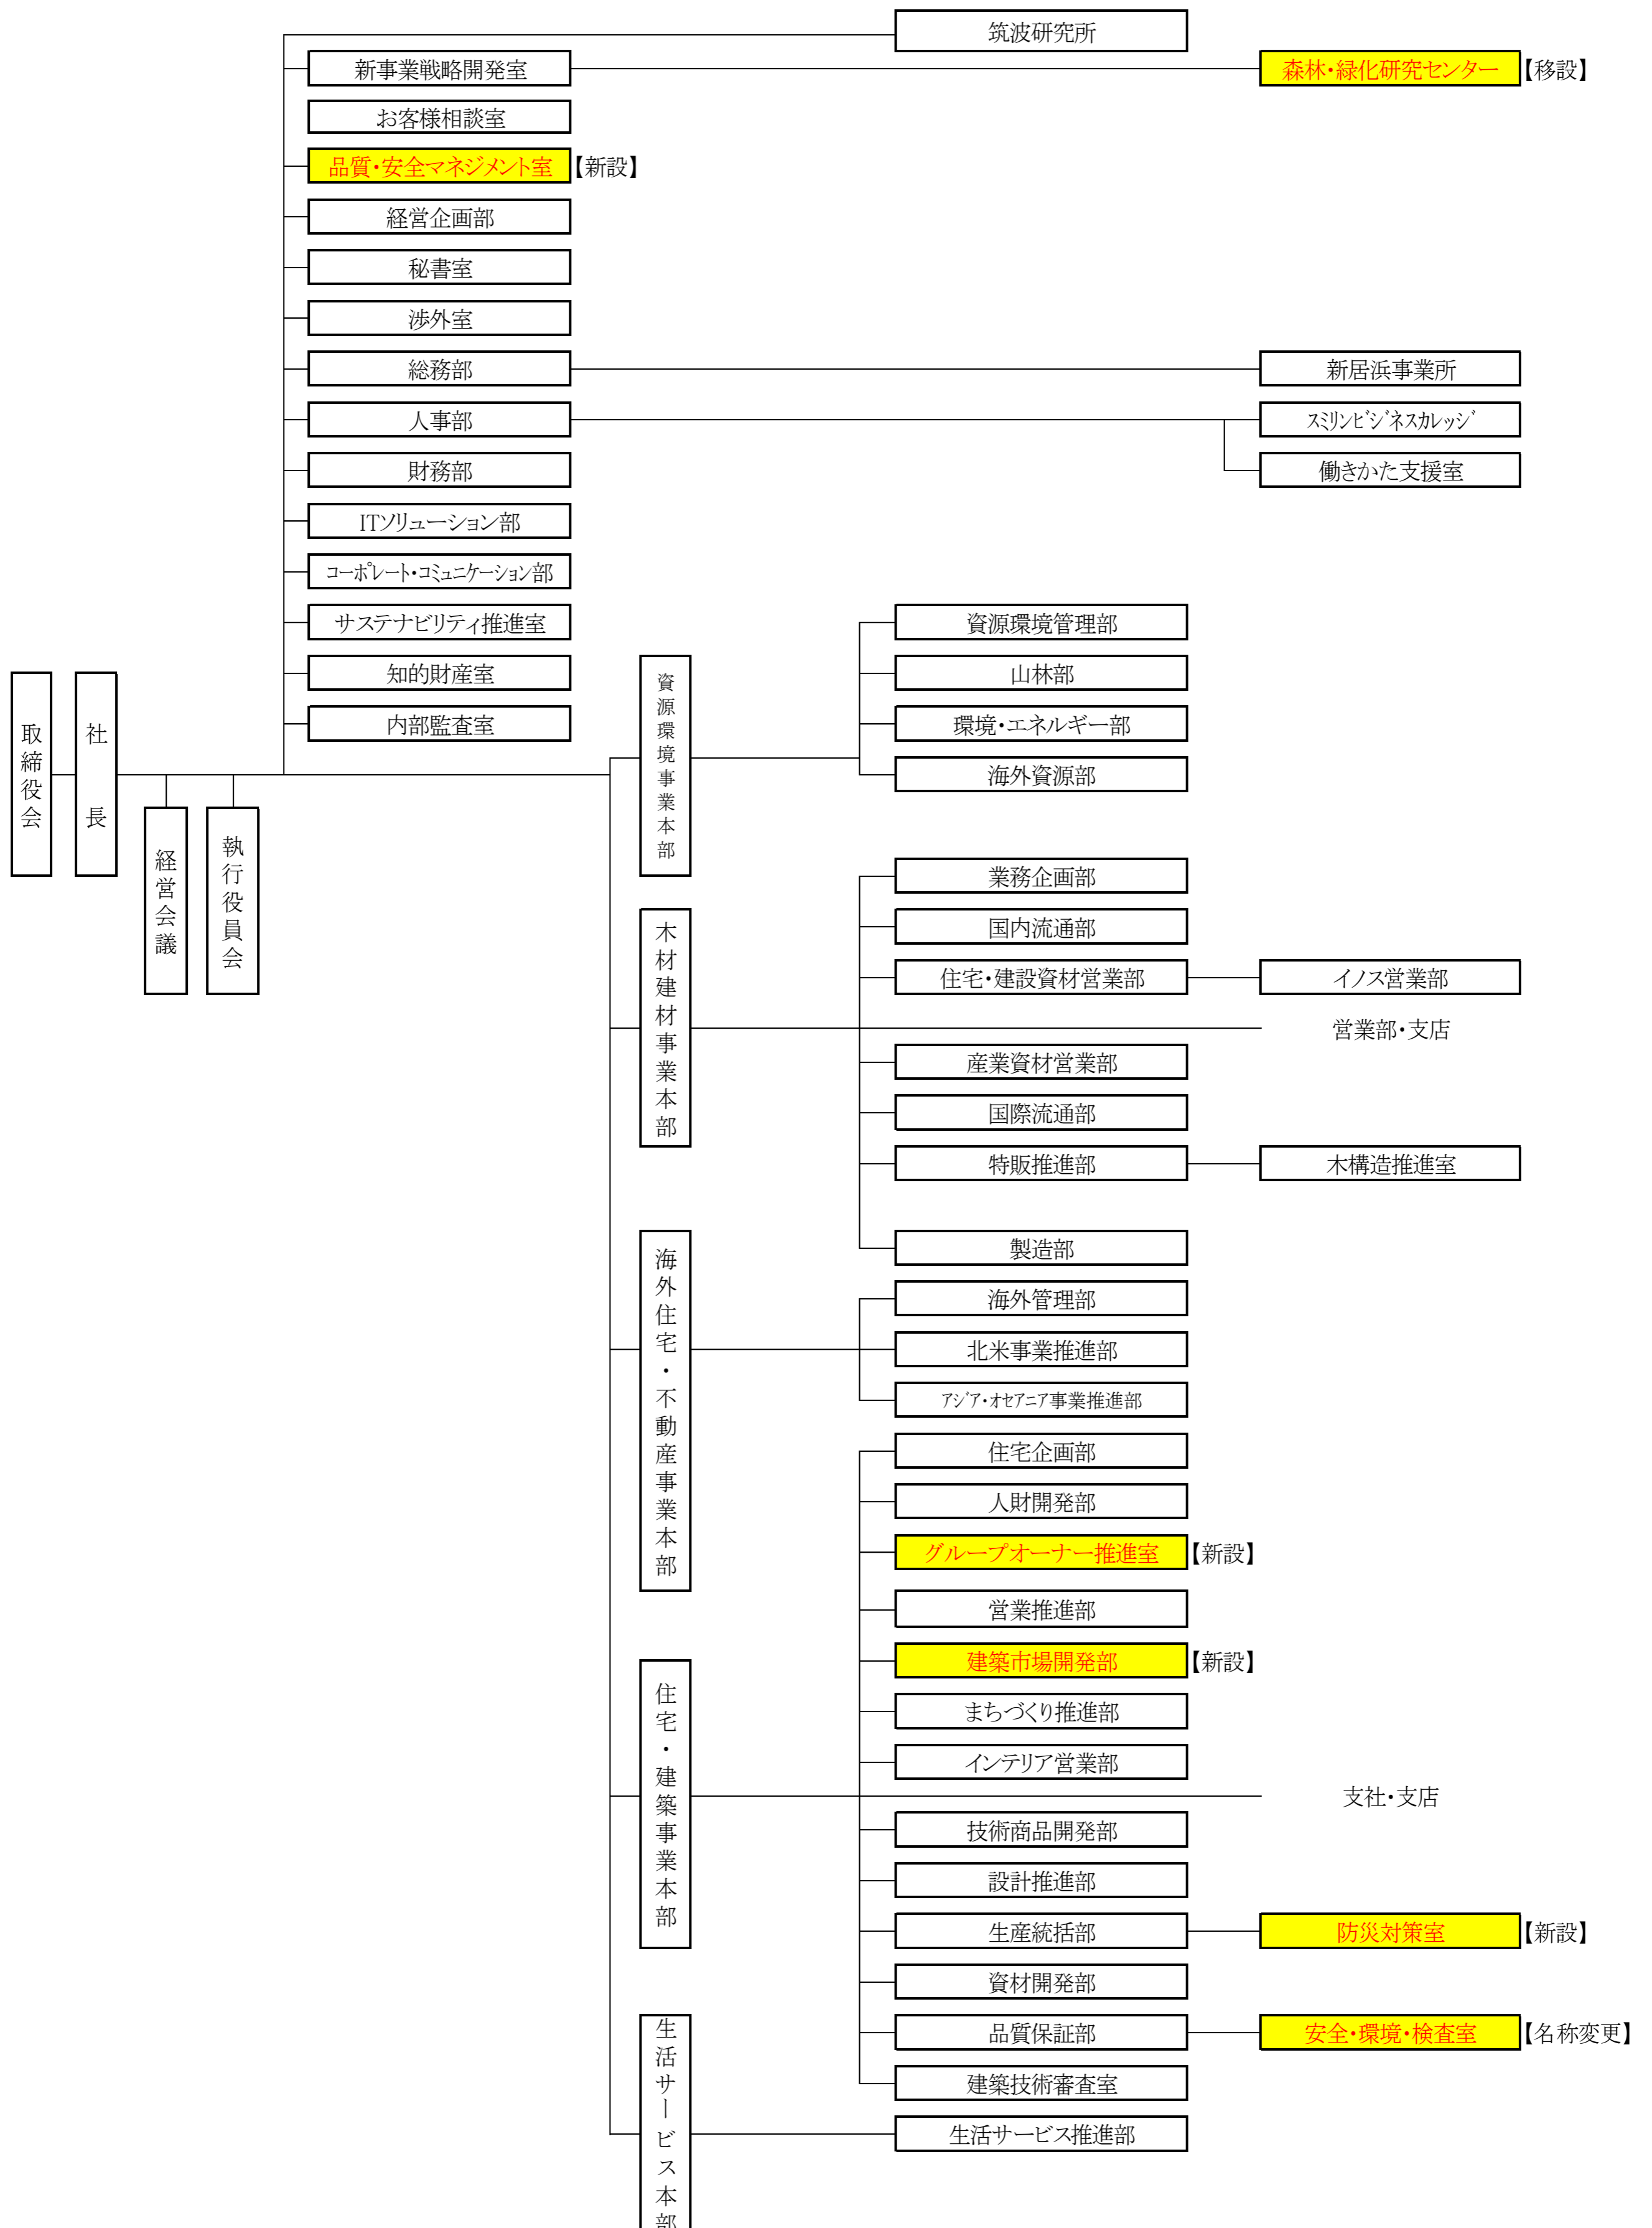 筑波研究所
新事業戦略開発室
森林・緑化研究センター【移設】
お客様相談室
品質・安全マネジメント室【新設】
経営企画部
秘書室
渉外室
総務部
新居浜事業所
人事部
スミリンビジネスカレッジ
働きかた支援室
財務部
ITソリューション部
コーポレート・コミュニケーション部
サステナビリティ推進室
知的財産室
内部監査室
取締役会
社長
経営会議
執行役員会
資源環境事業本部
資源環境管理部
山林部
環境・エネルギー部
海外資源部
木材建材事業本部
業務企画部
国内流通部
住宅・建設資材営業部
イノス営業部
営業部・支店
産業資材営業部
国際流通部
特販推進部
木構造推進室
製造部
海外住宅・不動産事業本部
海外管理部
北米事業推進部
アジア・オセアニア事業推進部
住宅・建築事業本部
住宅企画部
人財開発部
グループオーナー推進室【新設】
営業推進部
建築市場開発部【新設】
まちづくり推進部
インテリア営業部
支社・支店
技術商品開発部
設計推進部
生産統括部
防災対策室【新設】
資材開発部
品質保証部
安全・環境・検査室【名称変更】
建築技術審査室
生活サービス本部
生活サービス推進部